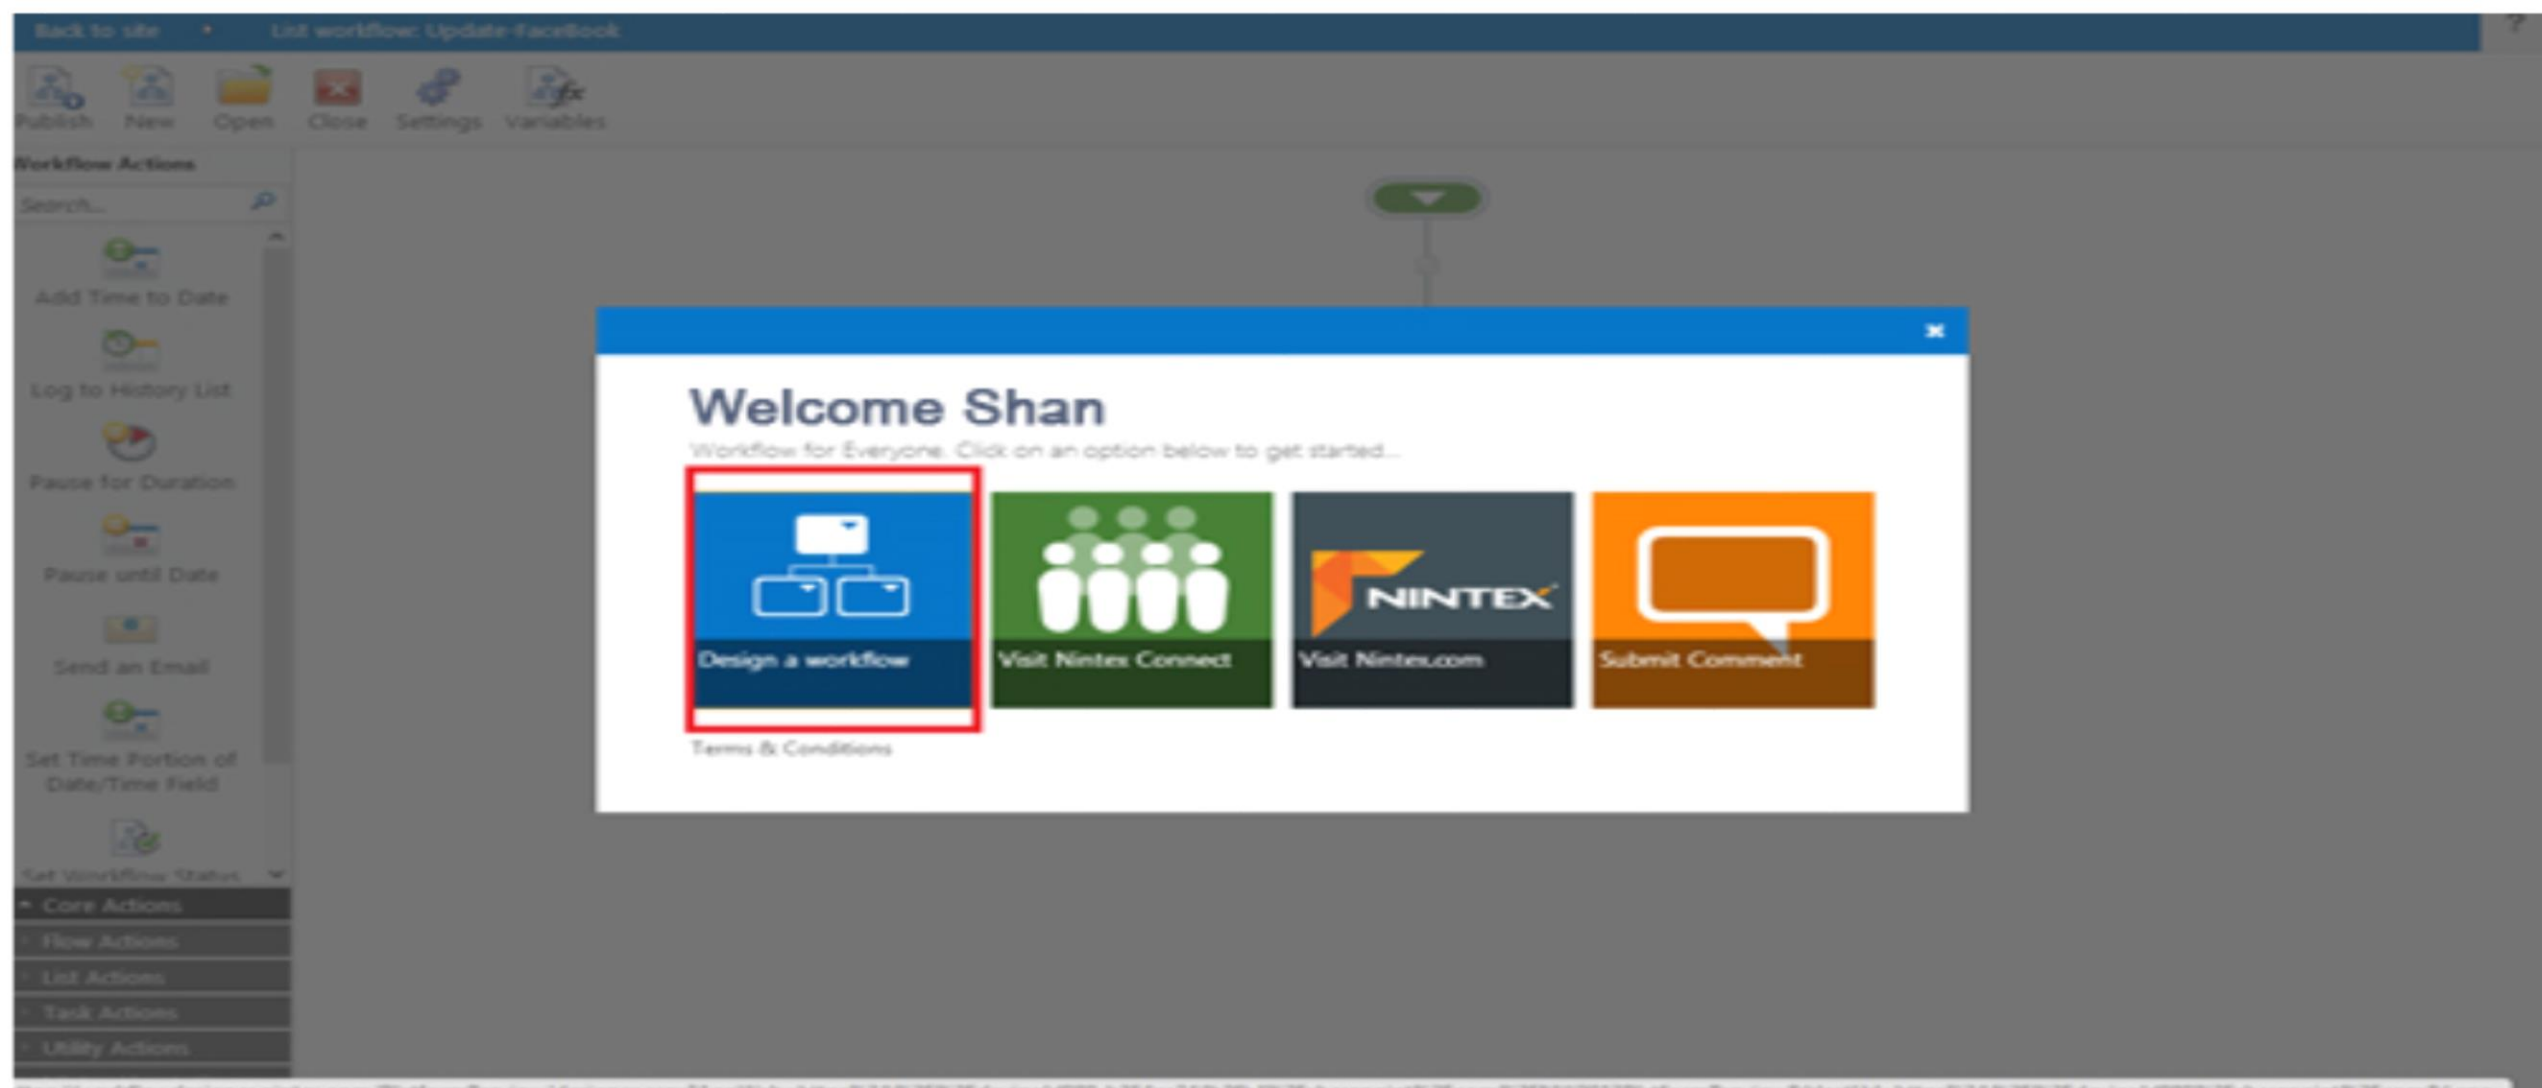 Back to site
List workflow: Update-FaceBook
?
Publish New Open Close Settings Variables
Workflow Actions
Search...
Add Time to Date
Log to History List
Pause for Duration
Pause until Date
Send an Email
Set Time Portion of
Date/Time Field
Set Workflow Status
Core Actions
Flow Actions
List Actions
Task Actions
Utility Actions
Welcome Shan
Workflow for Everyone. Click on an option below to get started...
Design a workflow
Visit Nintex Connect
NINTEX
Visit Nintex.com
Submit Comment
Terms & Conditions